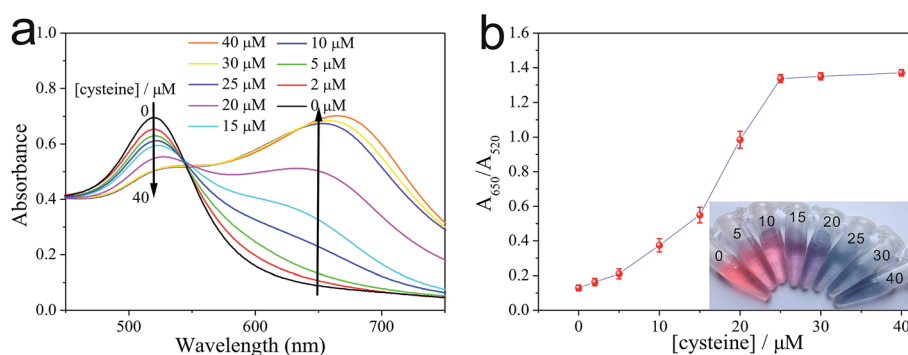 a
1.0
0.8
0.6
0.4
0.2
0.0
Absorbance
500
600
700
Wavelength (nm)
[cysteine] / μM
0
40
40 μM
30 μM
25 μM
20 μM
15 μM
10 μM
5 μM
2 μM
0 μM
b
1.6
1.4
1.2
1.0
0.8
0.6
0.4
0.2
0.0
A650/A520
0
10
20
30
40
[cysteine] / μM
0
5
10
15
20
25
30
40